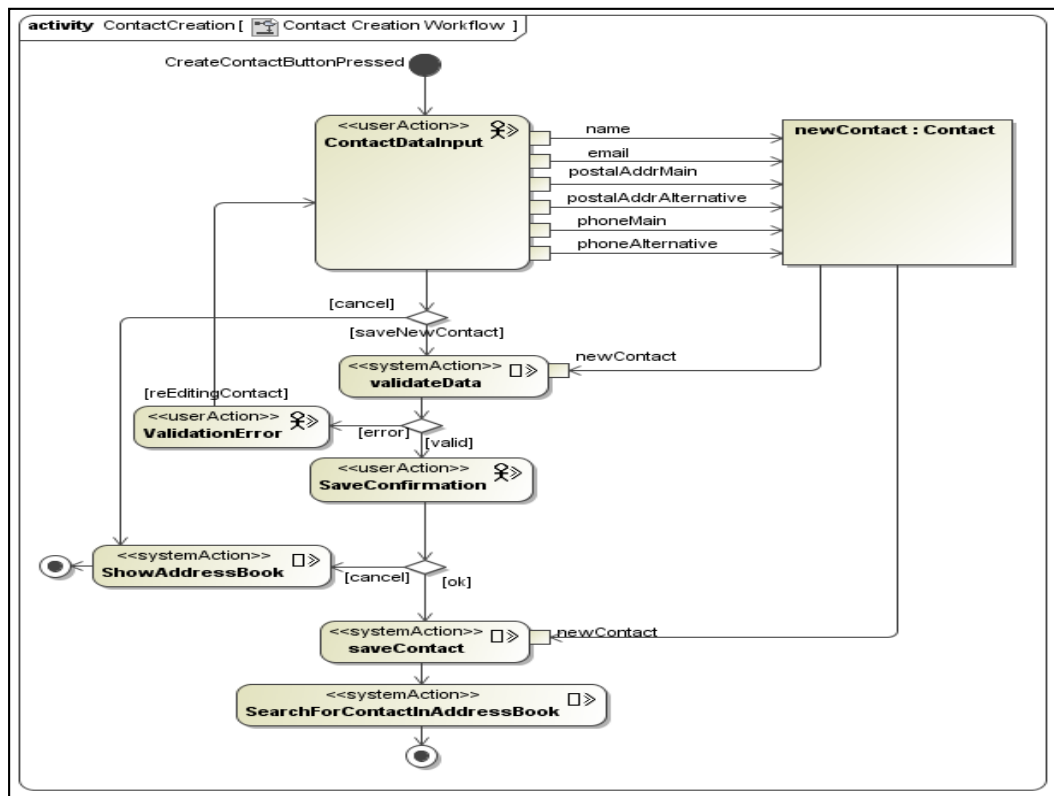 activity ContactCreation [ Contact Creation Workflow ]
CreateContactButtonPressed
<<userAction>>
ContactDataInput
name
email
postalAddrMain
postalAddrAlternative
phoneMain
phoneAlternative
newContact : Contact
[cancel]
[saveNewContact]
<<systemAction>>
validateData
newContact
[reEditingContact]
<<userAction>>
ValidationError
[error]
[valid]
<<userAction>>
SaveConfirmation
<<systemAction>>
ShowAddressBook
[cancel]
[ok]
<<systemAction>>
saveContact
newContact
<<systemAction>>
SearchForContactInAddressBook